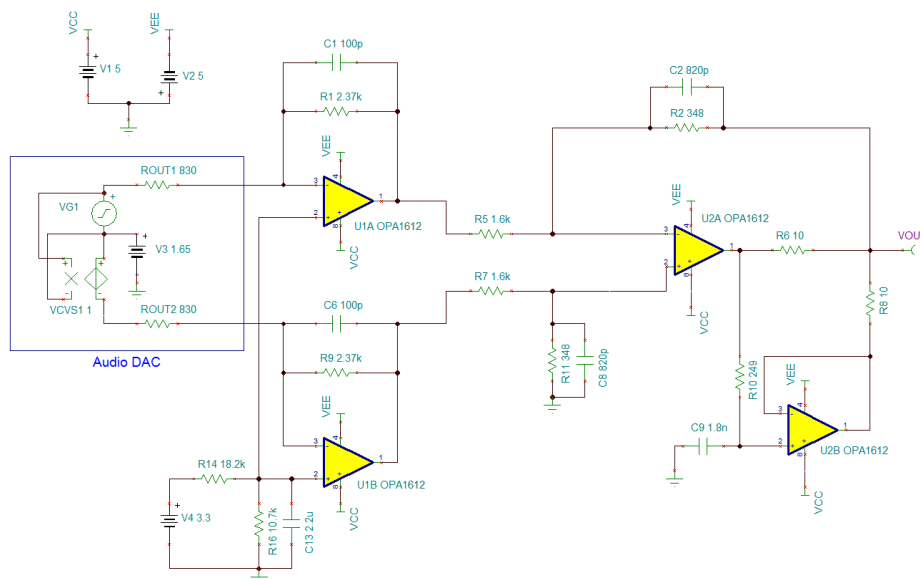 VCC
VEE
V1 5
V2 5
+
+
C1 100p
R1 2.37k
C2 820p
R2 348
ROUT1 830
VEE
3
4
1
2
8
-
+
U1A OPA1612
VCC
VG1
+
V3 1.65
+
VCVS1 1
+
-
+
-
ROUT2 830
Audio DAC
R5 1.6k
R7 1.6k
VEE
3
4
1
2
8
-
+
U2A OPA1612
VCC
R6 10
VOU
R8 10
C6 100p
R9 2.37k
R11 348
C8 820p
R10 249
C9 1.8n
VEE
3
4
1
2
8
-
+
U2B OPA1612
VCC
VEE
3
4
1
2
8
-
+
U1B OPA1612
VCC
R14 18.2k
V4 3.3
+
R16 10.7k
C13 2.2u